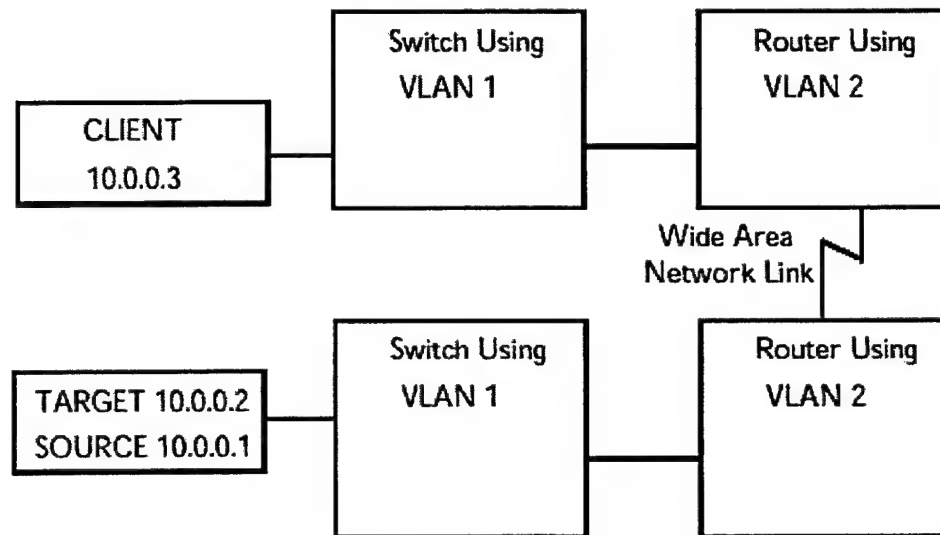 Switch Using
VLAN 1
Router Using
VLAN 2
CLIENT
10.0.0.3
Wide Area
Network Link
Switch Using
VLAN 1
Router Using
VLAN 2
TARGET 10.0.0.2
SOURCE 10.0.0.1